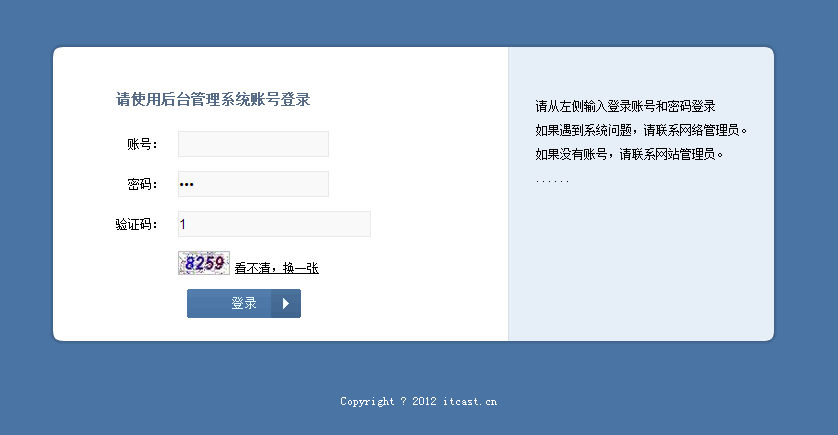 请使用后台管理系统账号登录
账号：
密码： •••
验证码： 1
8259 看不清，换一张
登录
请从左侧输入登录账号和密码登录
如果遇到系统问题，请联系网络管理员。
如果没有账号，请联系网站管理员。
......
Copyright ? 2012 itcast.cn